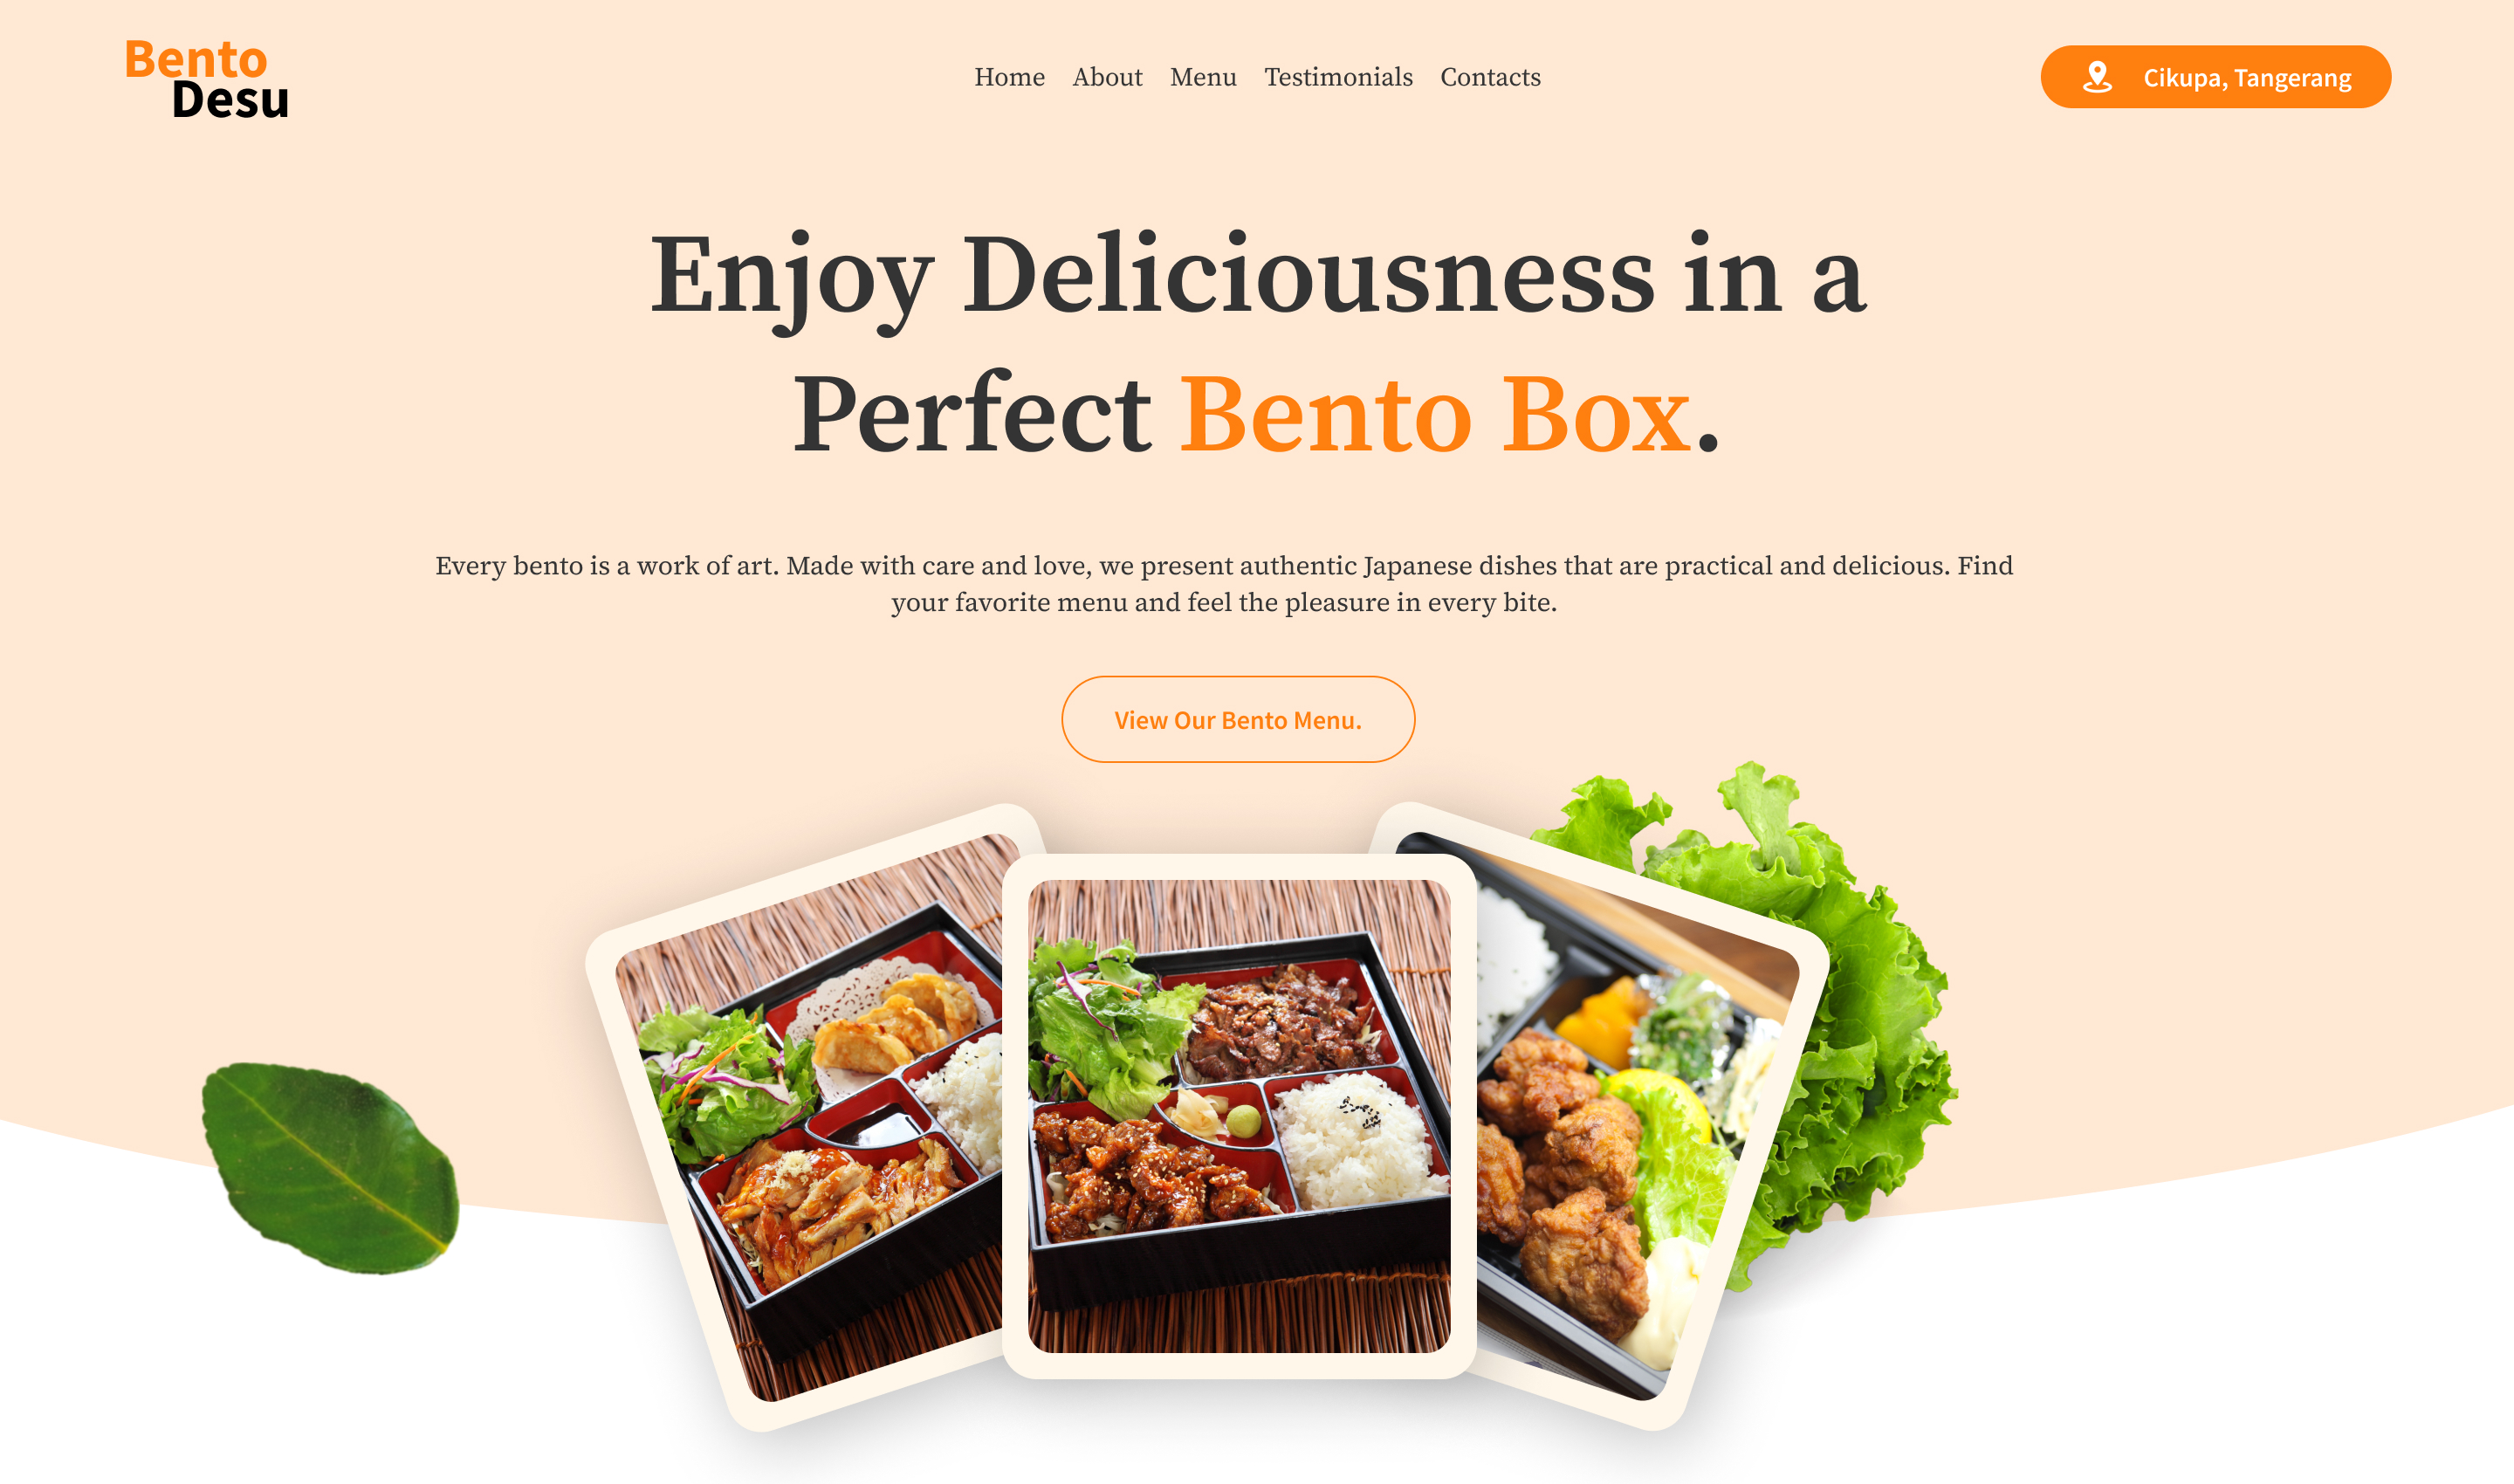 Bento
Desu
Home About Menu Testimonials Contacts
Cikupa, Tangerang
Enjoy Deliciousness in a
Perfect Bento Box.
Every bento is a work of art. Made with care and love, we present authentic Japanese dishes that are practical and delicious. Find
your favorite menu and feel the pleasure in every bite.
View Our Bento Menu.